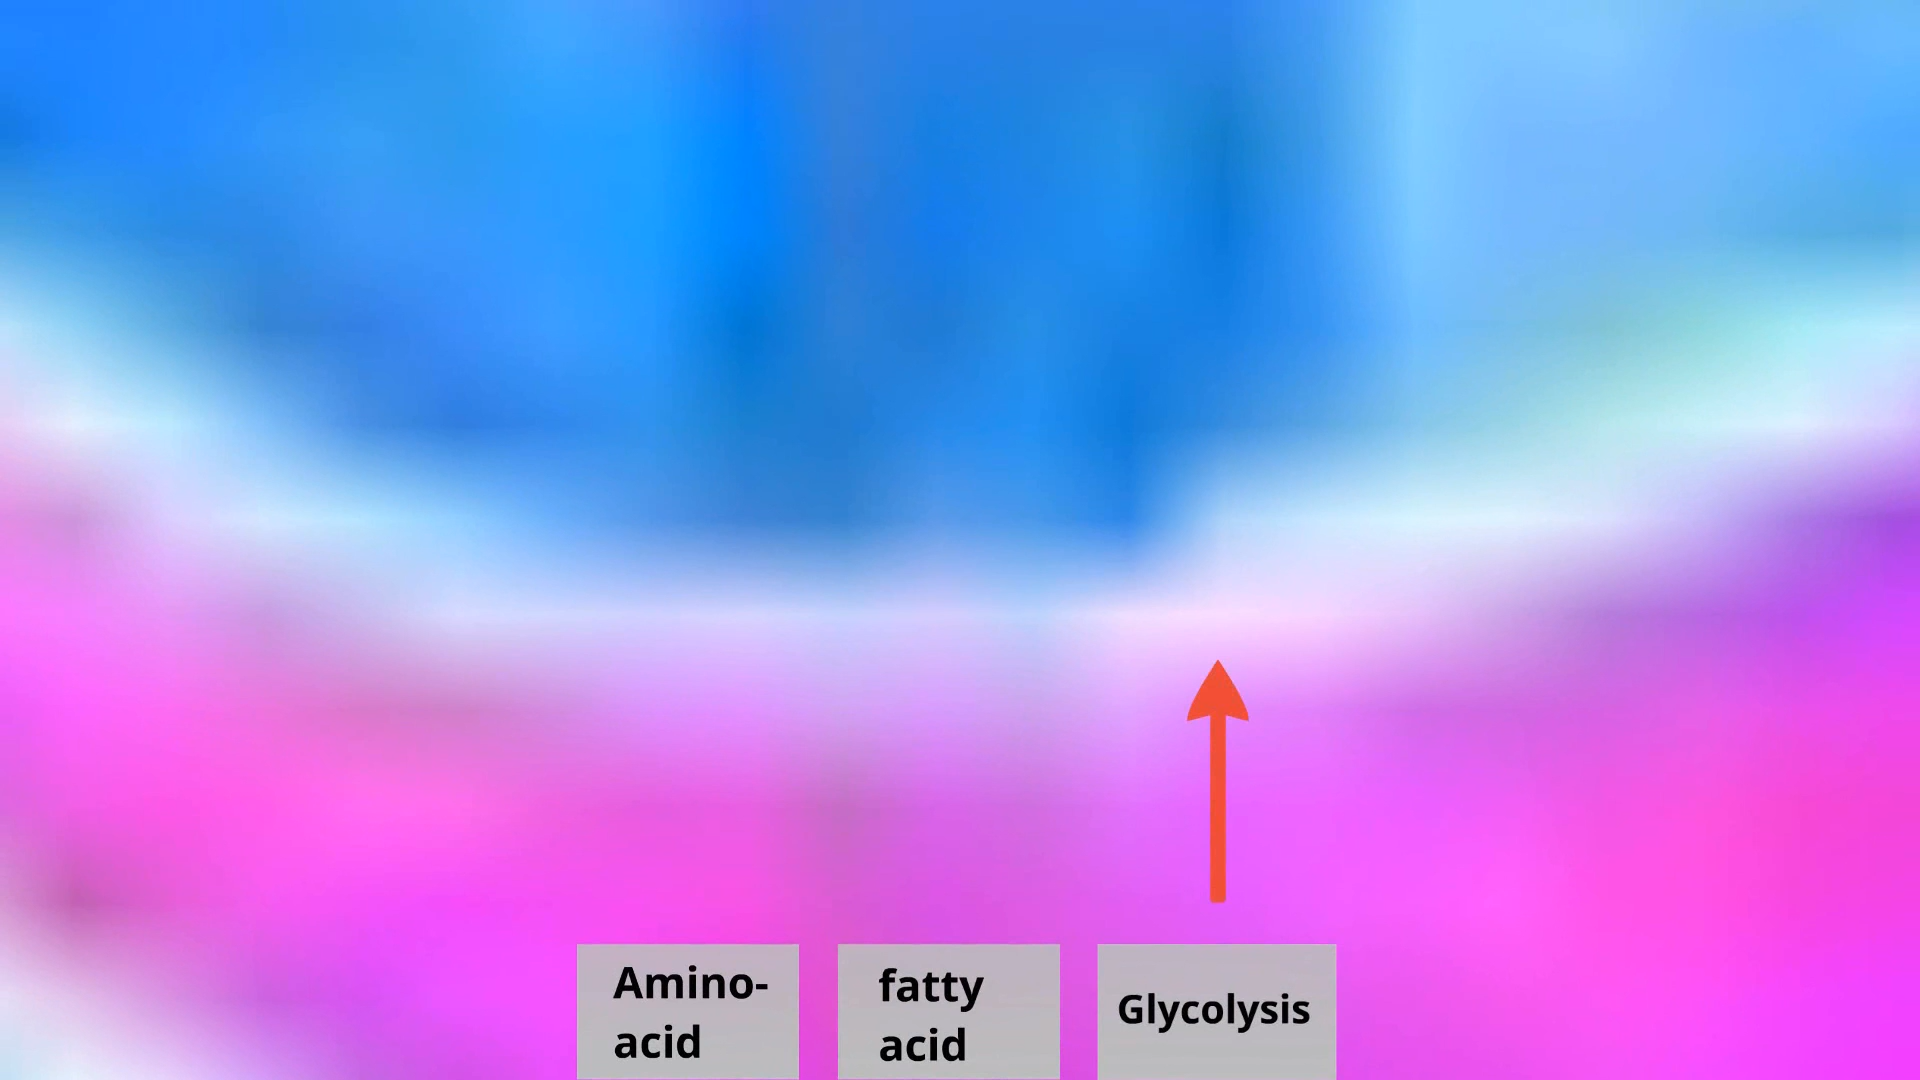 Amino-
acid
fatty
acid
Glycolysis